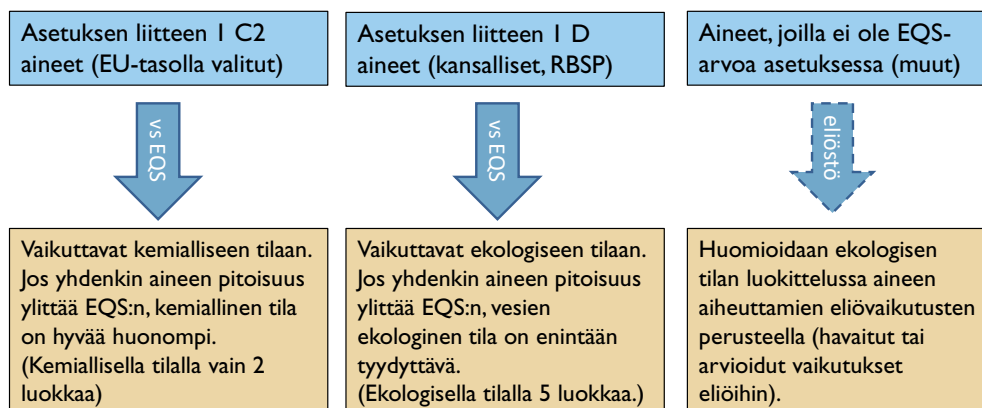 Asetuksen liitteen 1 C2
aineet (EU-tasolla valitut)
Asetuksen liitteen 1 D
aineet (kansalliset, RBSP)
Aineet, joilla ei ole EQS-
arvoa asetuksessa (muut)
vs EQS
vs EQS
eliöstö
Vaikuttavat kemialliseen tilaan.
Jos yhdenkin aineen pitoisuus
ylittää EQS:n, kemiallinen tila
on hyvää huonompi.
(Kemiallisella tilalla vain 2
luokkaa)
Vaikuttavat ekologiseen tilaan.
Jos yhdenkin aineen pitoisuus
ylittää EQS:n, vesien
ekologinen tila on enintään
tyydyttävä.
(Ekologisella tilalla 5 luokkaa.)
Huomioidaan ekologisen
tilan luokittelussa aineen
aiheuttamien eliövaikutusten
perusteella (havaitut tai
arvioidut vaikutukset
eliöihin).